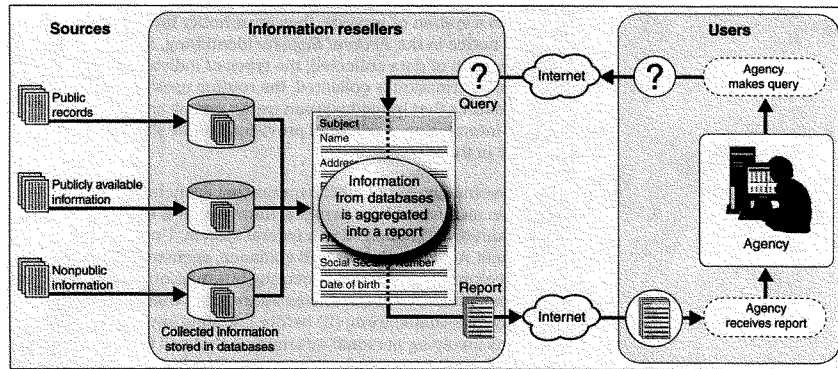 Sources
Information resellers
Users
Public
records
Publicly available
information
Nonpublic
information
Collected information
stored in databases
?
Query
Internet
?
Agency
makes query
Subject
Name
Address
Information
from databases
is aggregated
into a report
Social Security Number
Date of birth
Report
Internet
Agency
Agency
receives report